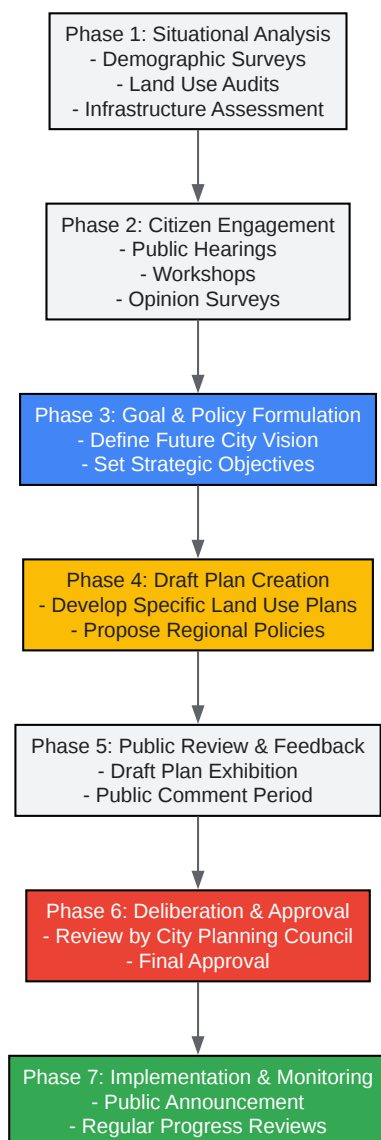 Phase 1: Situational Analysis
- Demographic Surveys
- Land Use Audits
- Infrastructure Assessment
Phase 2: Citizen Engagement
- Public Hearings
- Workshops
- Opinion Surveys
Phase 3: Goal & Policy Formulation
- Define Future City Vision
- Set Strategic Objectives
Phase 4: Draft Plan Creation
- Develop Specific Land Use Plans
- Propose Regional Policies
Phase 5: Public Review & Feedback
- Draft Plan Exhibition
- Public Comment Period
Phase 6: Deliberation & Approval
- Review by City Planning Council
- Final Approval
Phase 7: Implementation & Monitoring
- Public Announcement
- Regular Progress Reviews